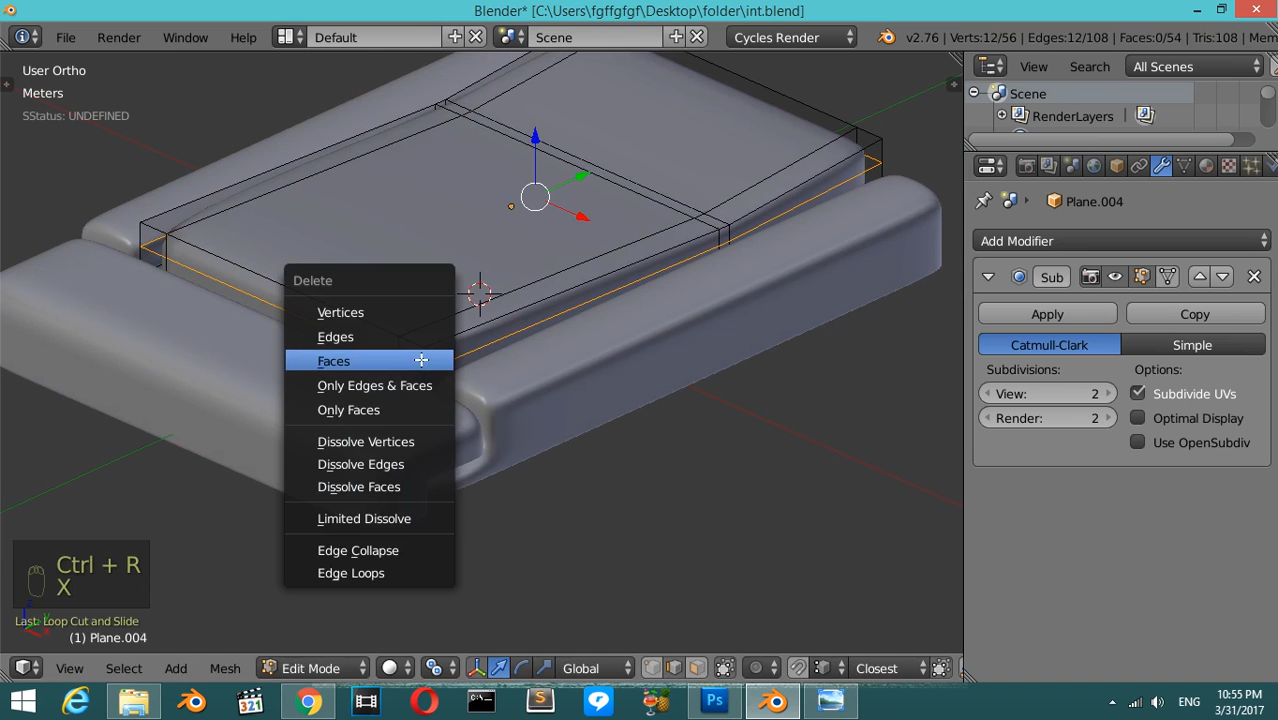 Blender* [C:\Users\fgffgfgf\Desktop\folder\int.blend]
File Render Window Help Default Scene Cycles Render v2.76 | Verts:12/56 | Edges:12/108 | Faces:0/54 | Tris:108 | Mem
User Ortho
Meters
SStatus: UNDEFINED
View Search All Scenes
Scene
RenderLayers
Plane.004
Add Modifier
Sub
Apply Copy
Catmull-Clark Simple
Subdivisions: Options:
View: 2 Subdivide UVs
Render: 2 Optimal Display
Use OpenSubdiv
Delete
Vertices
Edges
Faces
Only Edges & Faces
Only Faces
Dissolve Vertices
Dissolve Edges
Dissolve Faces
Limited Dissolve
Edge Collapse
Edge Loops
Ctrl + R
X
Last: Loop Cut and Slide
(1) Plane.004
View Select Add Mesh Edit Mode Global Closest
321
Ps
ENG
10:55 PM
3/31/2017